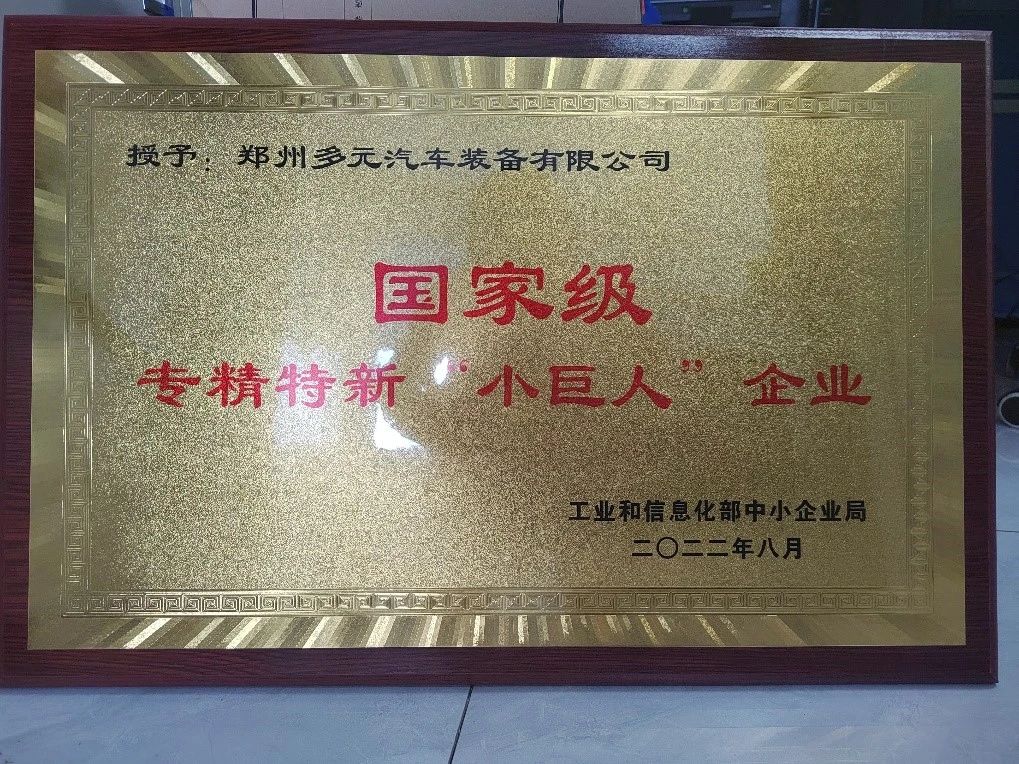 授予：郑州多元汽车装备有限公司
国家级
专精特新“小巨人”企业
工业和信息化部中小企业局
二〇二二年八月